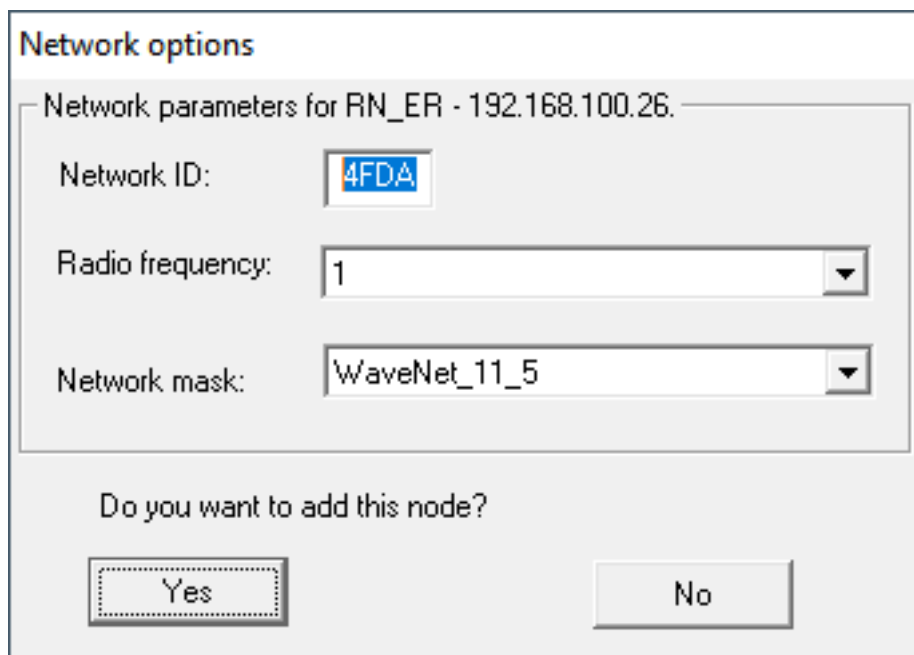 Network options
Network parameters for RN_ER - 192.168.100.26.
Network ID: 4FDA
Radio frequency: 1
Network mask: WaveNet_11_5
Do you want to add this node?
Yes No